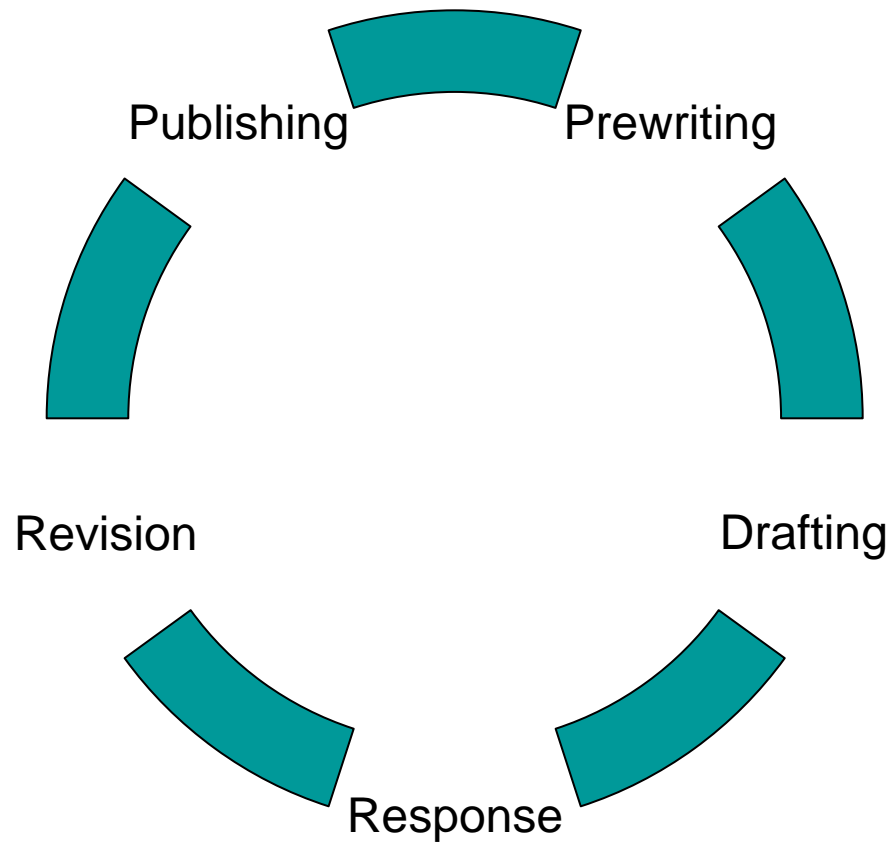 Publishing
Prewriting
Revision
Drafting
Response